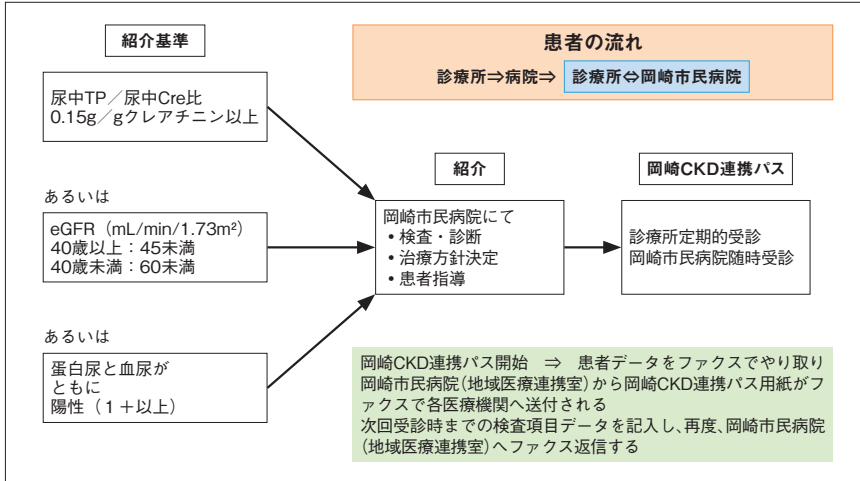 紹介基準
患者の流れ
診療所⇒病院⇒ 診療所⇔岡崎市民病院
尿中TP／尿中Cre比
0.15g／gクレアチニン以上
あるいは
eGFR（mL/min/1.73m²）
40歳以上：45未満
40歳未満：60未満
あるいは
蛋白尿と血尿が
ともに
陽性（1＋以上）
紹介
岡崎市民病院にて
• 検査・診断
• 治療方針決定
• 患者指導
岡崎CKD連携パス
診療所定期的受診
岡崎市民病院随時受診
岡崎CKD連携パス開始　⇒　患者データをファクスでやり取り
岡崎市民病院（地域医療連携室）から岡崎CKD連携パス用紙がフ
ァクスで各医療機関へ送付される
次回受診時までの検査項目データを記入し、再度、岡崎市民病院
（地域医療連携室）へファクス返信する